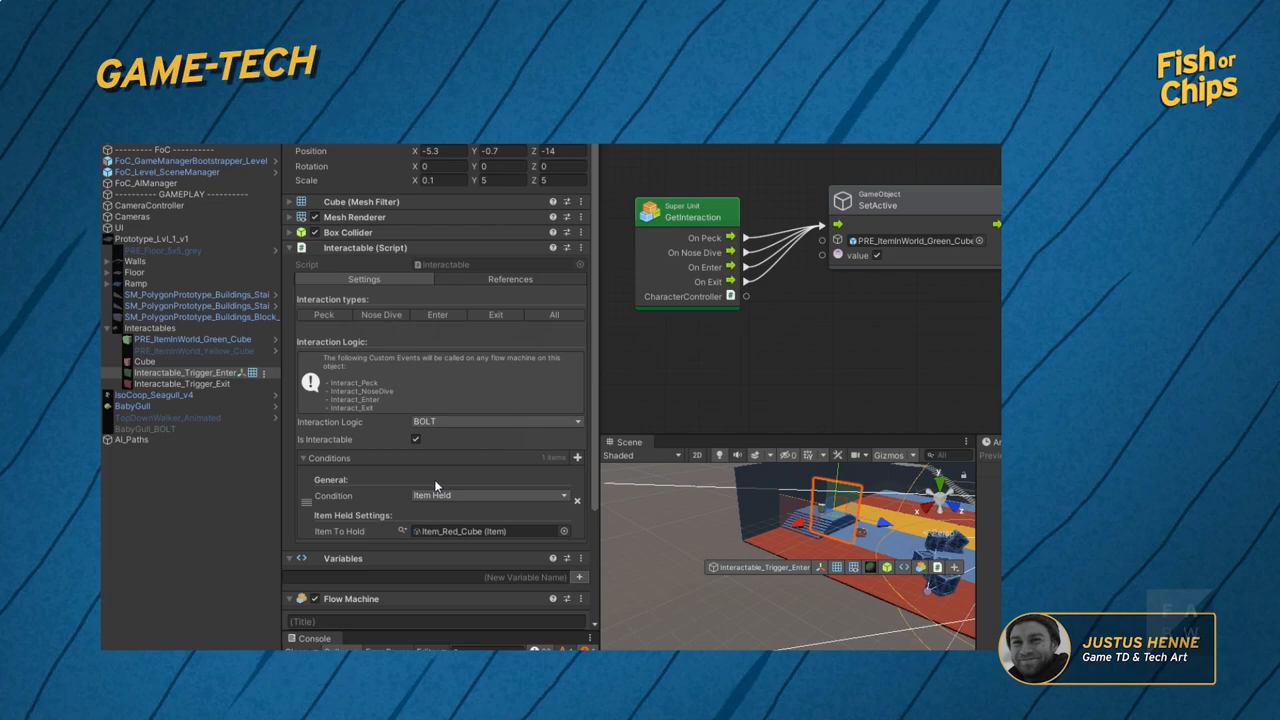 GAME-TECH
Fish or
Chips
---------- FoC ----------
FoC_GameManagerBootstrapper_Level
FoC_Level_SceneManager
FoC_AIManager
---------- GAMEPLAY ----------
CameraController
Cameras
UI
Prototype_Lvl_1_v1
PRE_Floor_5x5_grey
Walls
Floor
Ramp
SM_PolygonPrototype_Buildings_Stai
SM_PolygonPrototype_Buildings_Stai
SM_PolygonPrototype_Buildings_Block_
Interactables
PRE_ItemInWorld_Green_Cube
PRE_ItemInWorld_Yellow_Cube
Cube
Interactable_Trigger_Enter
Interactable_Trigger_Exit
IsoCoop_Seagull_v4
BabyGull
TopDownWalker_Animated
BabyGull_BOLT
AI_Paths
Position X -5.3 Y -0.7 Z -14
Rotation X 0 Y 0 Z 0
Scale X 0.1 Y 5 Z 5
Cube (Mesh Filter)
Mesh Renderer
Box Collider
Interactable (Script)
Script Interactable
Settings References
Interaction types:
Peck Nose Dive Enter Exit All
Interaction Logic:
The following Custom Events will be called on any flow machine on this
object:
- Interact_Peck
- Interact_NoseDive
- Interact_Enter
- Interact_Exit
Interaction Logic BOLT
Is Interactable
Conditions 1 items
General:
Condition Item Held
Item Held Settings:
Item To Hold Item_Red_Cube (Item)
Variables
(New Variable Name)
Flow Machine
(Title)
Console
Super Unit
GetInteraction
On Peck
On Nose Dive
On Enter
On Exit
CharacterController
GameObject
SetActive
PRE_ItemInWorld_Green_Cube
value
Scene
Shaded 2D 0 Gizmos All
y
x
z
Persp
Interactable_Trigger_Enter
An
Previe
JUSTUS HENNE
Game TD & Tech Art